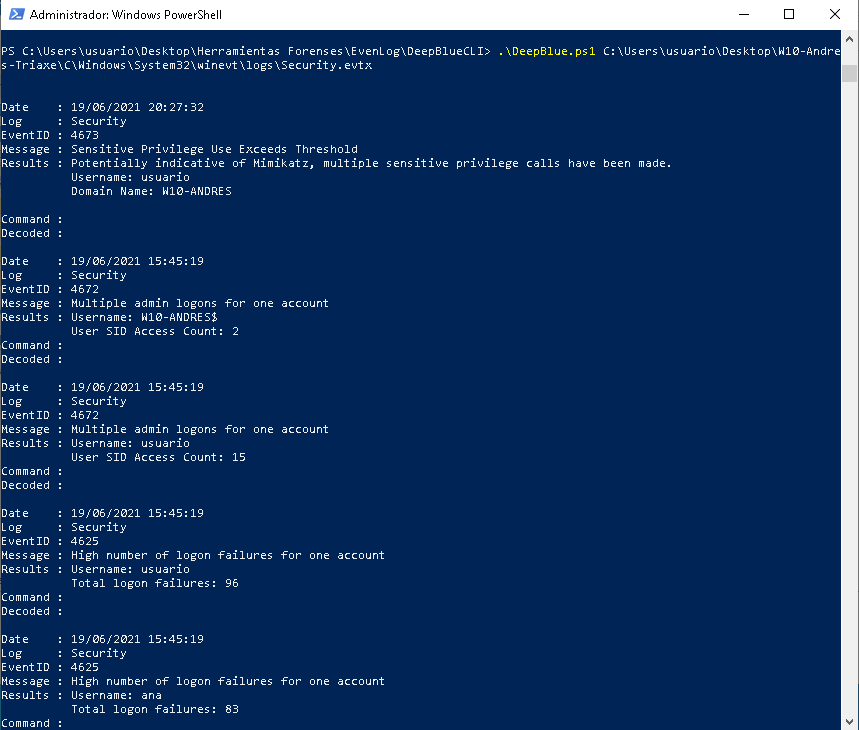 Administrador: Windows PowerShell
PS C:\Users\usuario\Desktop\Herramientas Forenses\EvenLog\DeepBlueCLI> .\DeepBlue.ps1 C:\Users\usuario\Desktop\W10-Andre
s-Triaxe\C\Windows\System32\winevt\logs\Security.evtx
Date    : 19/06/2021 20:27:32
Log     : Security
EventID : 4673
Message : Sensitive Privilege Use Exceeds Threshold
Results : Potentially indicative of Mimikatz, multiple sensitive privilege calls have been made.
          Username: usuario
          Domain Name: W10-ANDRES
Command :
Decoded :
Date    : 19/06/2021 15:45:19
Log     : Security
EventID : 4672
Message : Multiple admin logons for one account
Results : Username: W10-ANDRES$
          User SID Access Count: 2
Command :
Decoded :
Date    : 19/06/2021 15:45:19
Log     : Security
EventID : 4672
Message : Multiple admin logons for one account
Results : Username: usuario
          User SID Access Count: 15
Command :
Decoded :
Date    : 19/06/2021 15:45:19
Log     : Security
EventID : 4625
Message : High number of logon failures for one account
Results : Username: usuario
          Total logon failures: 96
Command :
Decoded :
Date    : 19/06/2021 15:45:19
Log     : Security
EventID : 4625
Message : High number of logon failures for one account
Results : Username: ana
          Total logon failures: 83
Command :